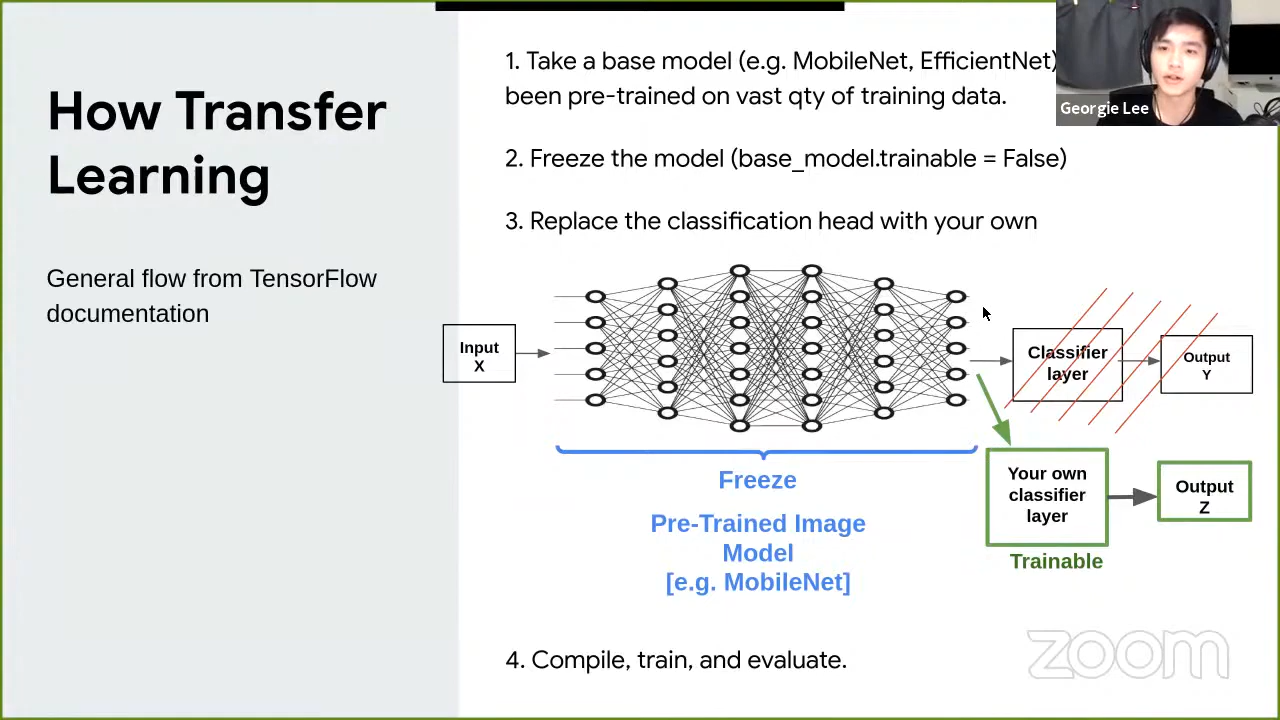 How Transfer
Learning
General flow from TensorFlow
documentation
1. Take a base model (e.g. MobileNet, EfficientNet)
been pre-trained on vast qty of training data.
2. Freeze the model (base_model.trainable = False)
3. Replace the classification head with your own
Input
X
Classifier
layer
Output
Y
Freeze
Pre-Trained Image
Model
[e.g. MobileNet]
Your own
classifier
layer
Output
Z
Trainable
4. Compile, train, and evaluate.
Georgie Lee
zoom